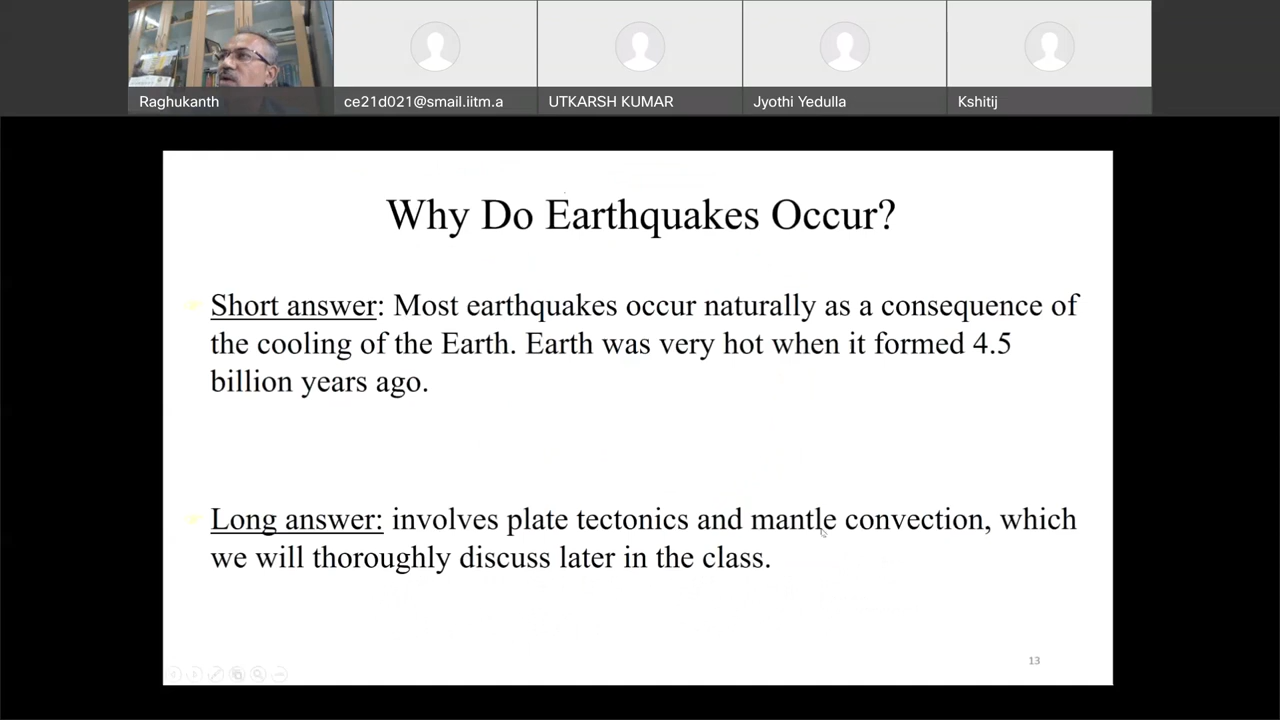 Raghukanth
ce21d021@smail.iitm.a
UTKARSH KUMAR
Jyothi Yedulla
Kshitij
Why Do Earthquakes Occur?
Short answer: Most earthquakes occur naturally as a consequence of
the cooling of the Earth. Earth was very hot when it formed 4.5
billion years ago.
Long answer: involves plate tectonics and mantle convection, which
we will thoroughly discuss later in the class.
13